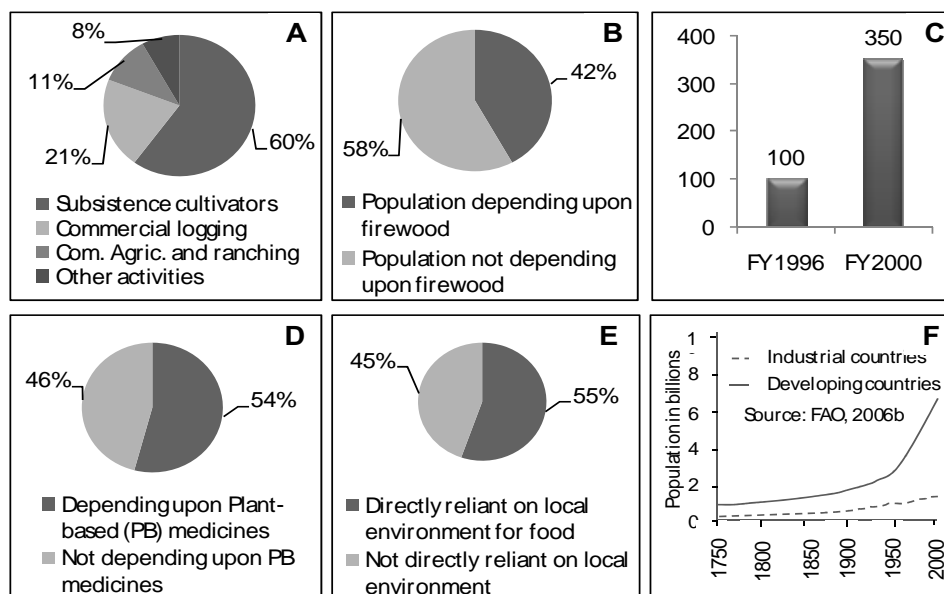 A
8%
11%
21%
60%
Subsistence cultivators
Commercial logging
Com. Agric. and ranching
Other activities
B
42%
58%
Population depending upon
firewood
Population not depending
upon firewood
C
400
300
200
100
0
100
350
FY1996 FY2000
D
46%
54%
Depending upon Plant-
based (PB) medicines
Not depending upon PB
medicines
E
45%
55%
Directly reliant on local
environment for food
Not directly reliant on local
environment
F
Population in billions
1
8
6
4
2
0
Industrial countries
Developing countries
Source: FAO, 2006b
1750
1800
1850
1900
1950
2000